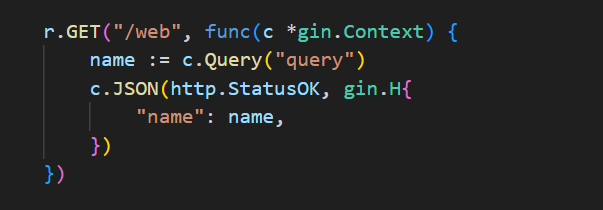 r.GET("/web", func(c *gin.Context) {
    name := c.Query("query")
    c.JSON(http.StatusOK, gin.H{
        "name": name,
    })
})